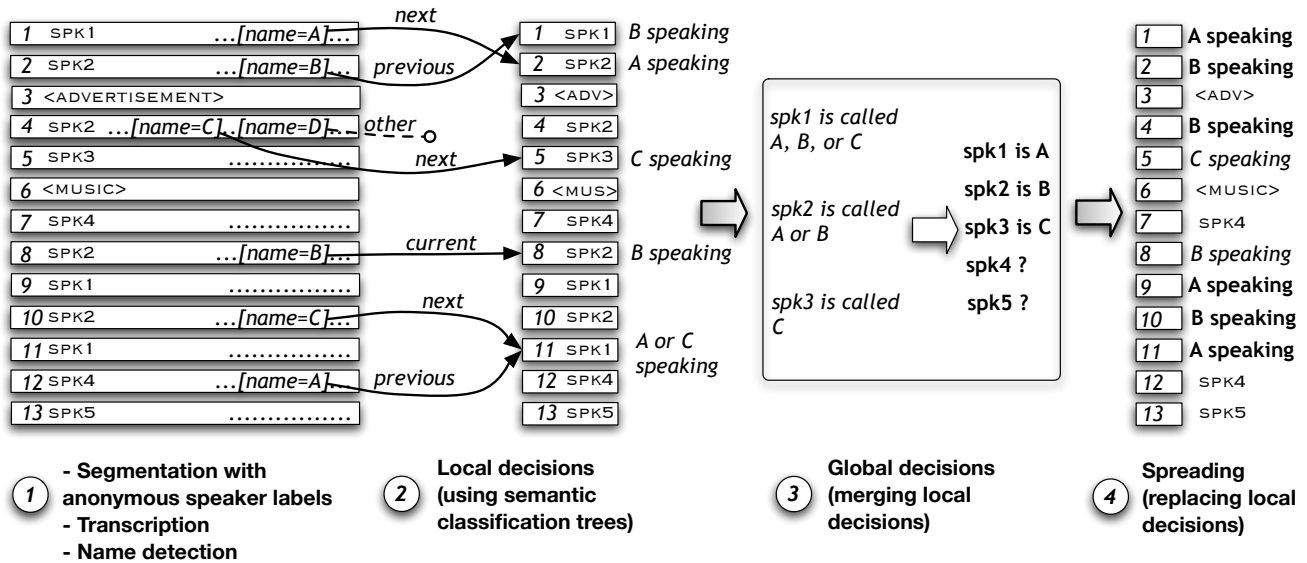 1 SPK1 ...[name=A]...
2 SPK2 ...[name=B]...
3 <ADVERTISEMENT>
4 SPK2 ...[name=C]...[name=D]...
5 SPK3 ...............
6 <MUSIC>
7 SPK4 ...............
8 SPK2 ...[name=B]...
9 SPK1 ...............
10 SPK2 ...[name=C]...
11 SPK1 ...............
12 SPK4 ...[name=A]...
13 SPK5 ...............
next
previous
other
next
current
next
previous
1 SPK1 B speaking
2 SPK2 A speaking
3 <ADV>
4 SPK2
5 SPK3 C speaking
6 <MUS>
7 SPK4
8 SPK2 B speaking
9 SPK1
10 SPK2
11 SPK1 A or C
speaking
12 SPK4
13 SPK5
spk1 is called
A, B, or C
spk2 is called
A or B
spk3 is called
C
spk1 is A
spk2 is B
spk3 is C
spk4 ?
spk5 ?
1 A speaking
2 B speaking
3 <ADV>
4 B speaking
5 C speaking
6 <MUSIC>
7 SPK4
8 B speaking
9 A speaking
10 B speaking
11 A speaking
12 SPK4
13 SPK5
1
- Segmentation with
anonymous speaker labels
- Transcription
- Name detection
2
Local decisions
(using semantic
classification trees)
3
Global decisions
(merging local
decisions)
4
Spreading
(replacing local
decisions)